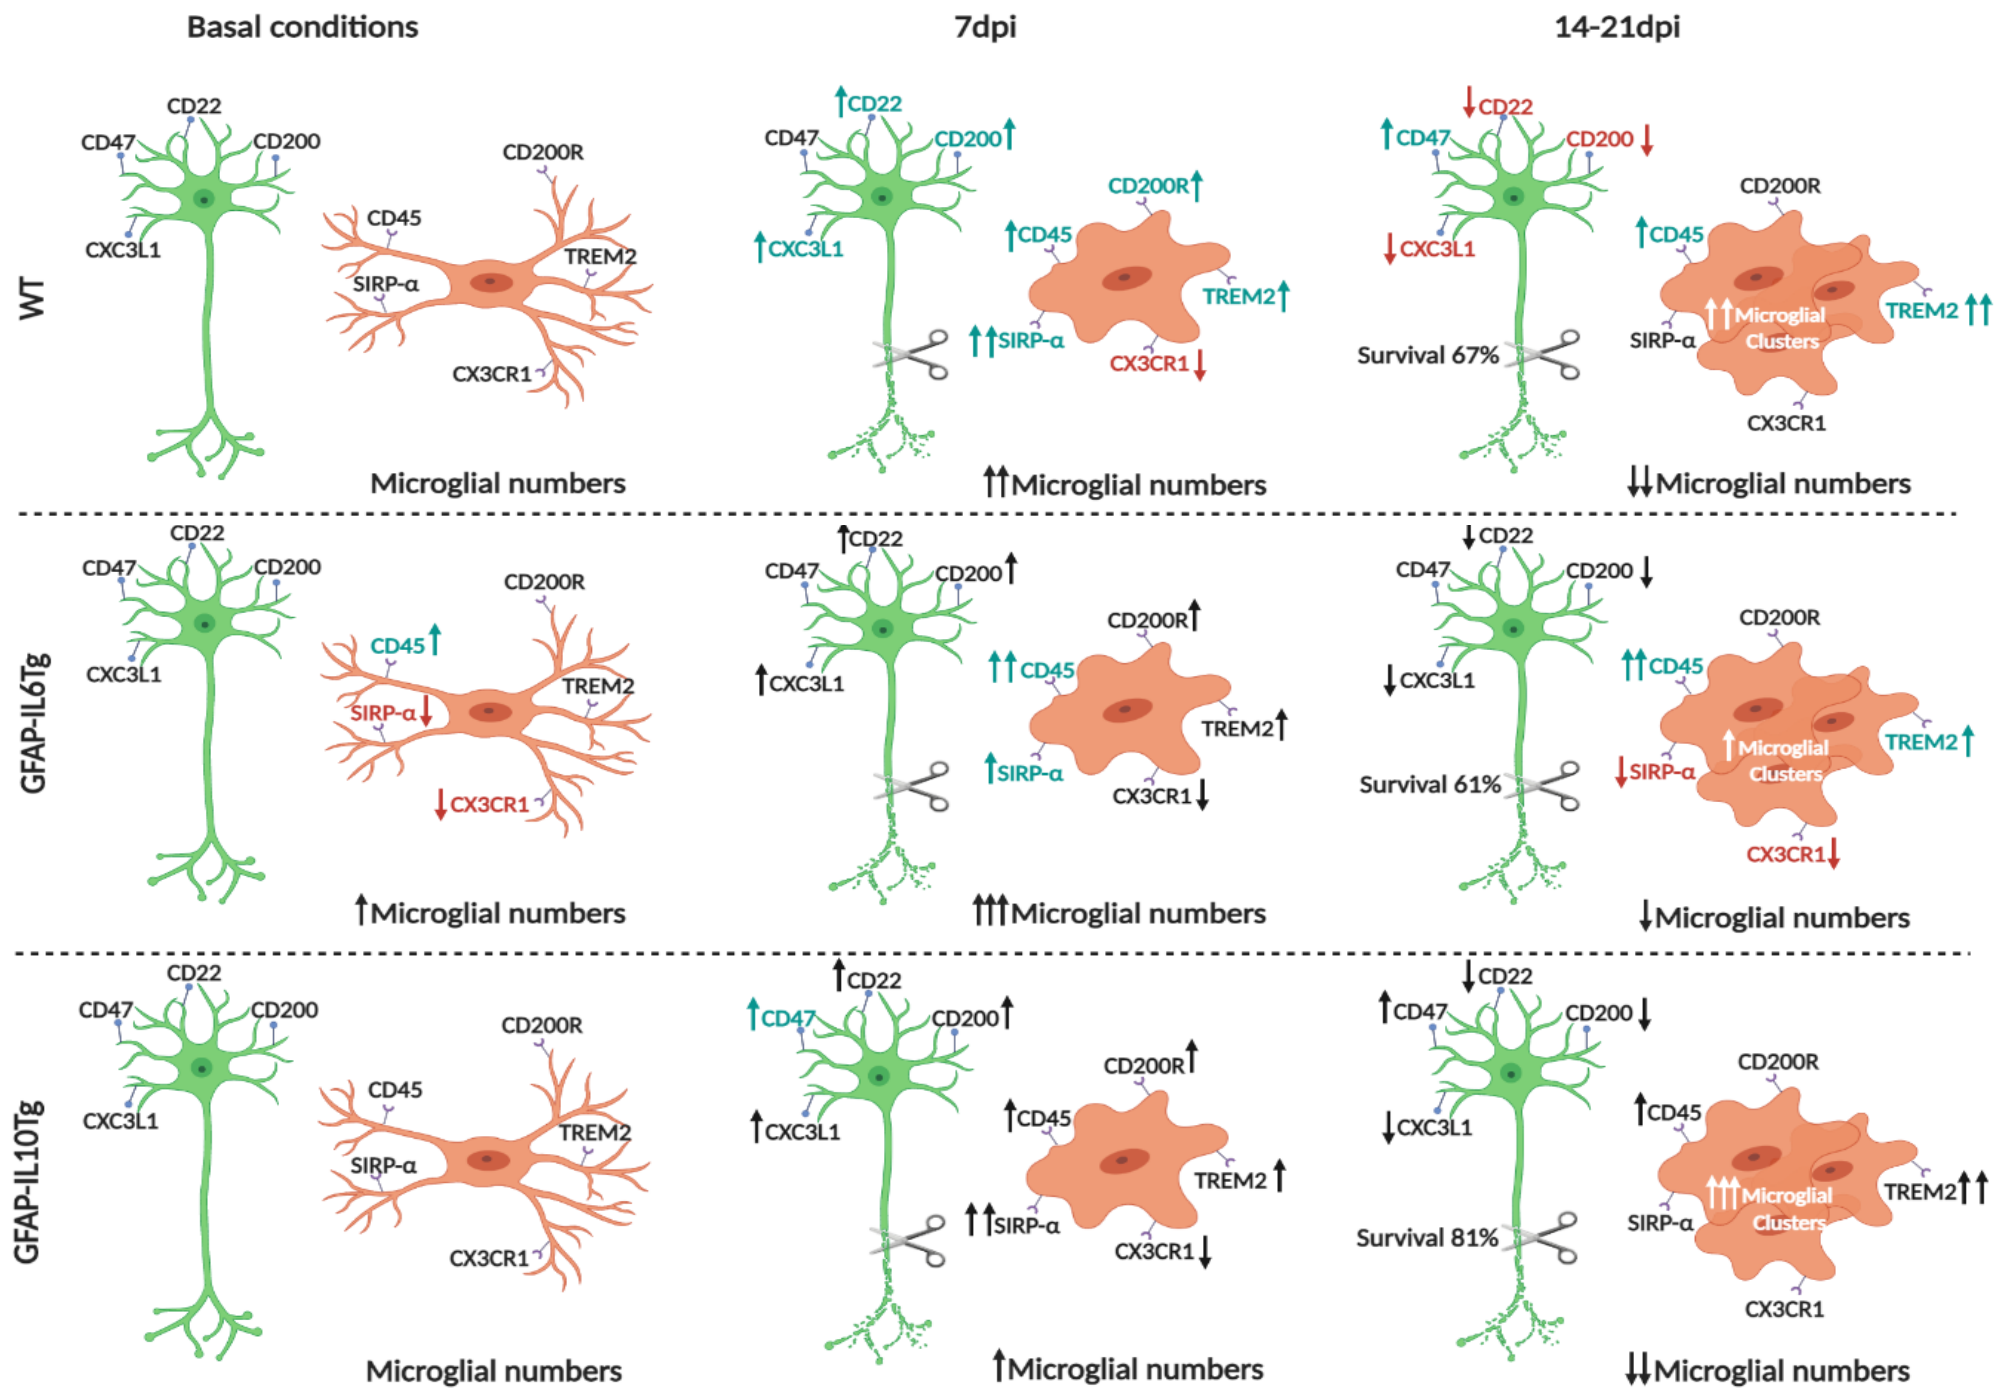 Basal conditions
7dpi
14-21dpi
WT
CD22
CD47
CD200
CXC3L1
CD200R
CD45
TREM2
SIRP-α
CX3CR1
Microglial numbers
↑CD22
CD47
CD200↑
↑CXC3L1
CD200R↑
↑CD45
TREM2↑
↑↑SIRP-α
CX3CR1↓
↑↑Microglial numbers
↓CD22
↑CD47
CD200↓
↓CXC3L1
CD200R
↑CD45
TREM2↑↑
↑↑Microglial
Clusters
SIRP-α
Survival 67%
CX3CR1
↓↓Microglial numbers
GFAP-IL6Tg
CD22
CD47
CD200
CXC3L1
CD200R
CD45↑
TREM2
SIRP-α↓
↓CX3CR1
↑Microglial numbers
↑CD22
CD47
CD200↑
↑CXC3L1
CD200R↑
↑↑CD45
TREM2↑
↑SIRP-α
CX3CR1↓
↑↑↑Microglial numbers
↓CD22
CD47
CD200↓
↓CXC3L1
CD200R
↑↑CD45
TREM2↑
↑Microglial
Clusters
↓SIRP-α
Survival 61%
CX3CR1↓
↓Microglial numbers
GFAP-IL10Tg
CD22
CD47
CD200
CXC3L1
CD200R
CD45
TREM2
SIRP-α
CX3CR1
Microglial numbers
↑CD22
↑CD47
CD200↑
↑CXC3L1
CD200R↑
↑CD45
TREM2↑
↑↑SIRP-α
CX3CR1↓
↑Microglial numbers
↓CD22
↑CD47
CD200↓
↓CXC3L1
CD200R
↑CD45
TREM2↑↑
↑↑↑Microglial
Clusters
SIRP-α
Survival 81%
CX3CR1
↓↓Microglial numbers